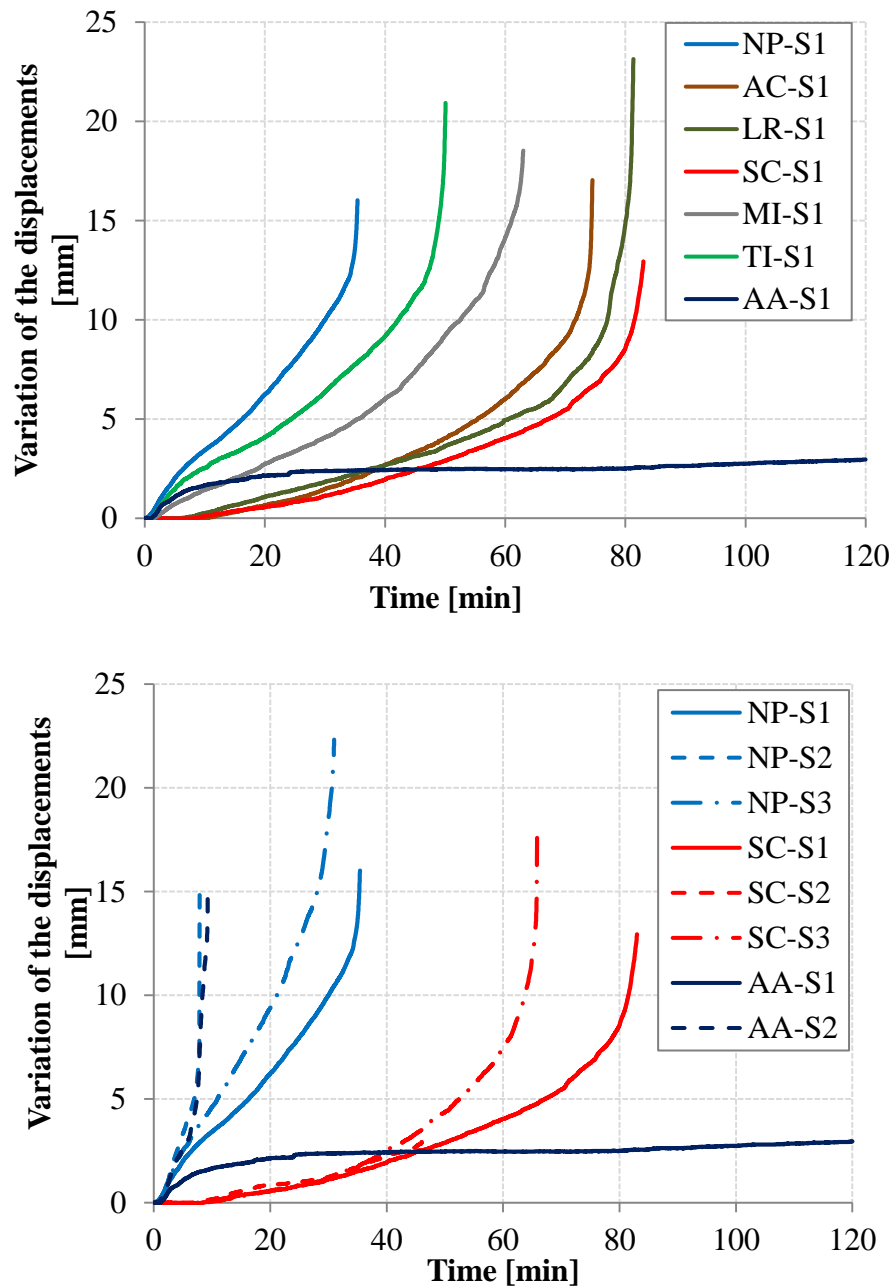 Variation of the displacements
[mm]
25
20
15
10
5
0
NP-S1
AC-S1
LR-S1
SC-S1
MI-S1
TI-S1
AA-S1
0 20 40 60 80 100 120
Time [min]
Variation of the displacements
[mm]
25
20
15
10
5
0
NP-S1
NP-S2
NP-S3
SC-S1
SC-S2
SC-S3
AA-S1
AA-S2
0 20 40 60 80 100 120
Time [min]